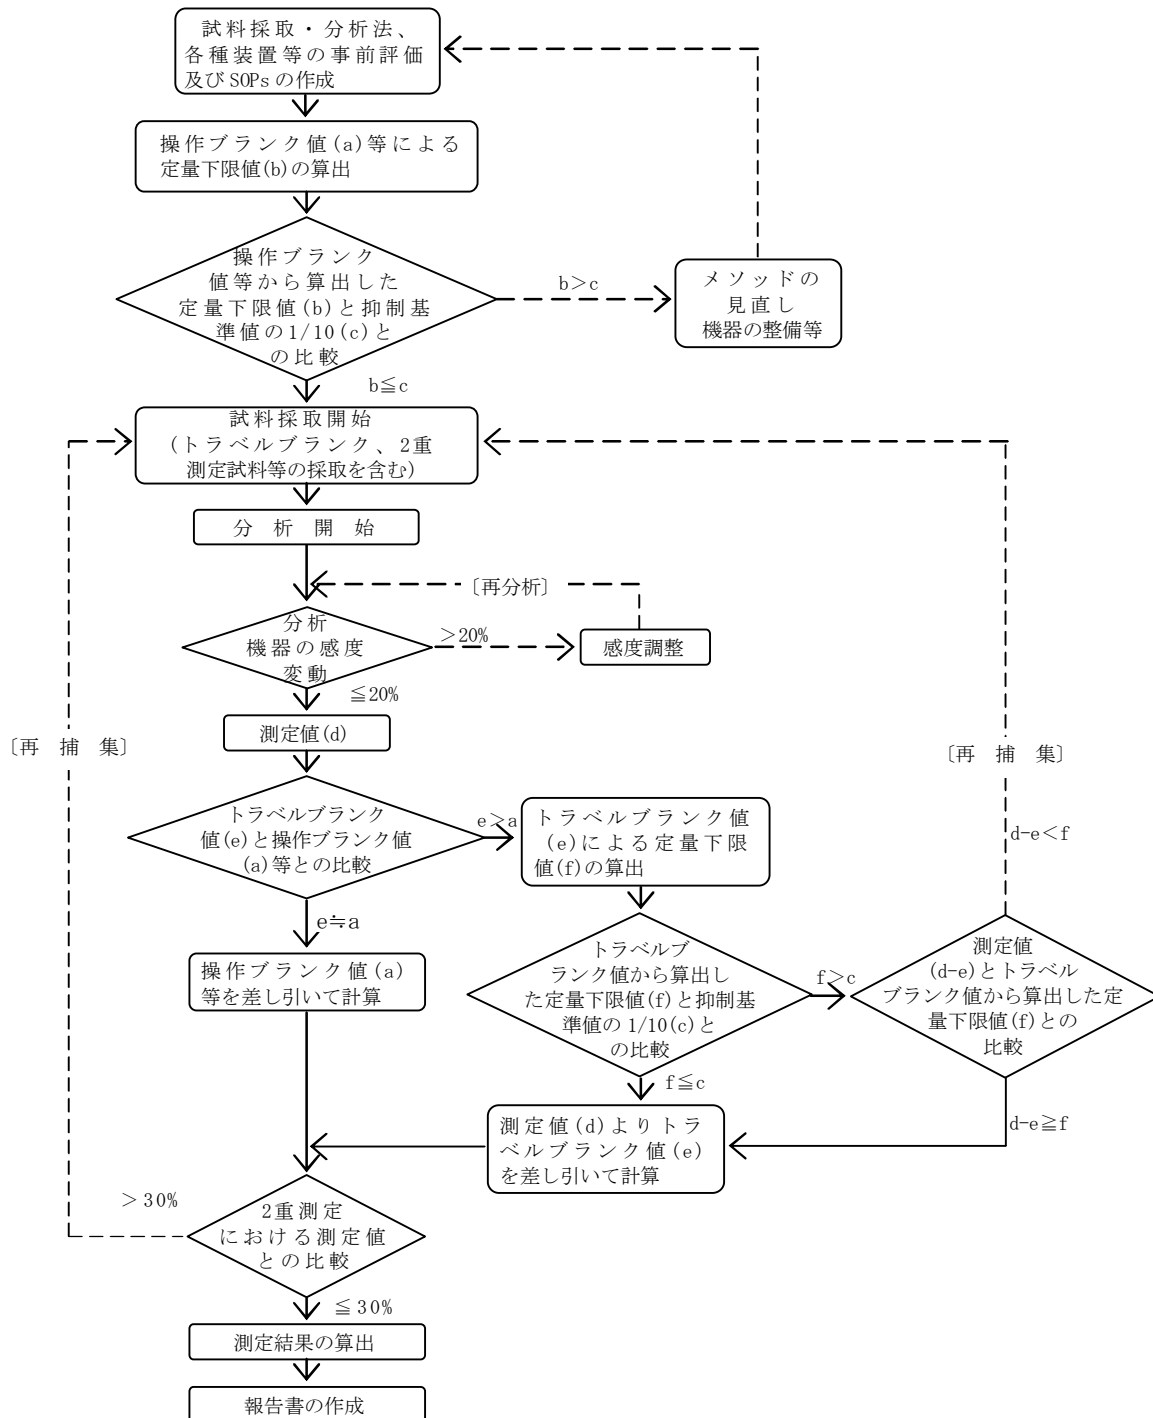 試料採取・分析法、
各種装置等の事前評価
及びSOPsの作成
操作ブランク値(a)等による
定量下限値(b)の算出
操作ブランク
値等から算出した
定量下限値(b)と抑制基
準値の1/10(c)と
の比較
b>c
メソッドの
見直し
機器の整備等
b≦c
試料採取開始
(トラベルブランク、2重
測定試料等の採取を含む)
分 析 開 始
〔再分析〕
分析
機器の感度
変動
>20%
感度調整
≦20%
〔再 捕 集〕
測定値(d)
〔再 捕 集〕
トラベルブランク
値(e)と操作ブランク値
(a)等との比較
e>a
トラベルブランク値
(e)による定量下限
値(f)の算出
d-e<f
e≒a
操作ブランク値(a)
等を差し引いて計算
トラベルブ
ランク値から算出し
た定量下限値(f)と抑制基
準値の1/10(c)と
の比較
f>c
測定値
(d-e)とトラベル
ブランク値から算出した定
量下限値(f)との
比較
f≦c
d-e≧f
測定値(d)よりトラ
ベルブランク値(e)
を差し引いて計算
>30%
2重測定
における測定値
との比較
≦30%
測定結果の算出
報告書の作成